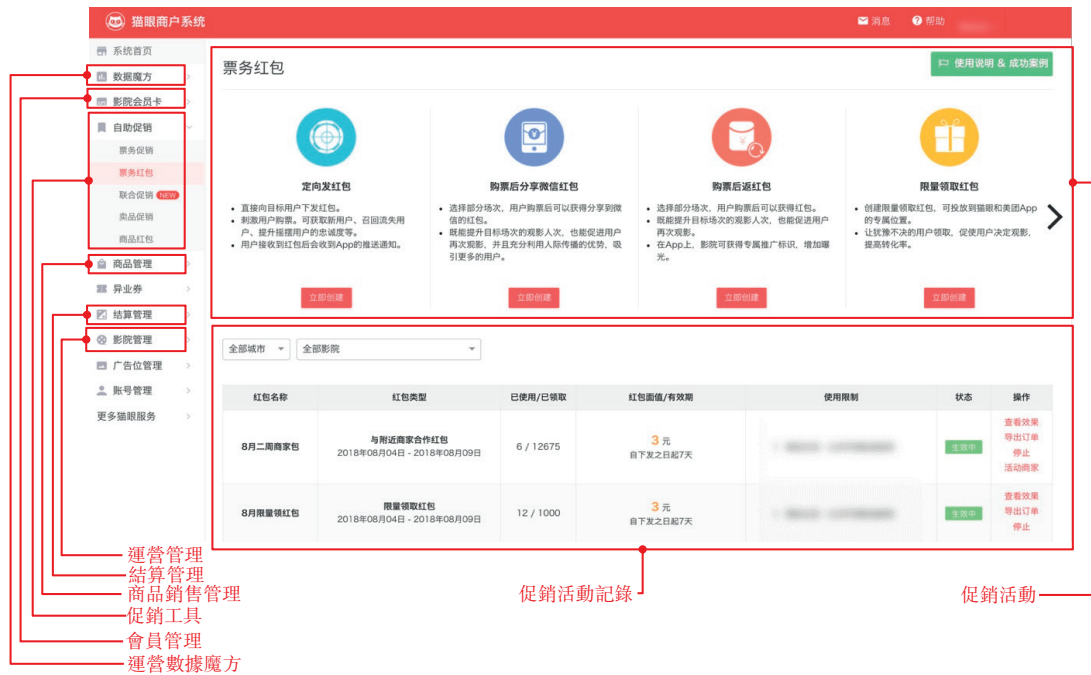 猫眼商户系统
消息
帮助
系统首页
数据魔方
影院会员卡
自助促销
票务促销
票务红包
联合促销 NEW
卖品促销
商品红包
商品管理
异业券
结算管理
影院管理
广告位管理
账号管理
更多猫眼服务
票务红包
使用说明 & 成功案例
定向发红包
• 直接向目标用户下发红包。
• 刺激用户购票。可获取新用户、召回流失用
户、提升摇摆用户的忠诚度等。
• 用户接收到红包后会收到App的推送通知。
立即创建
购票后分享微信红包
• 选择部分场次，用户购票后可以获得分享到微
信的红包。
• 既能提升目标场次的观影人次，也能促进用户
再次观影，并且充分利用人际传播的优势，吸
引更多的用户。
立即创建
购票后返红包
• 选择部分场次，用户购票后可以获得红包。
• 既能提升目标场次的观影人次，也能促进用户
再次观影。
• 在App上，影院可获得专属推广标识，增加曝
光。
立即创建
限量领取红包
• 创建限量领取红包，可投放到猫眼和美团App
的专属位置。
• 让犹豫不决的用户领取，促使用户决定观影，
提高转化率。
立即创建
全部城市 全部影院
红包名称 红包类型 已使用/已领取 红包面值/有效期 使用限制 状态 操作
8月二周商家包
与附近商家合作红包
2018年08月04日 - 2018年08月09日
6 / 12675
3 元
自下发之日起7天
生效中
查看效果
导出订单
停止
活动商家
8月限量领红包
限量领取红包
2018年08月04日 - 2018年08月09日
12 / 1000
3 元
自下发之日起7天
生效中
查看效果
导出订单
停止
運營管理
結算管理
商品銷售管理
促銷工具
會員管理
運營數據魔方
促銷活動記錄
促銷活動